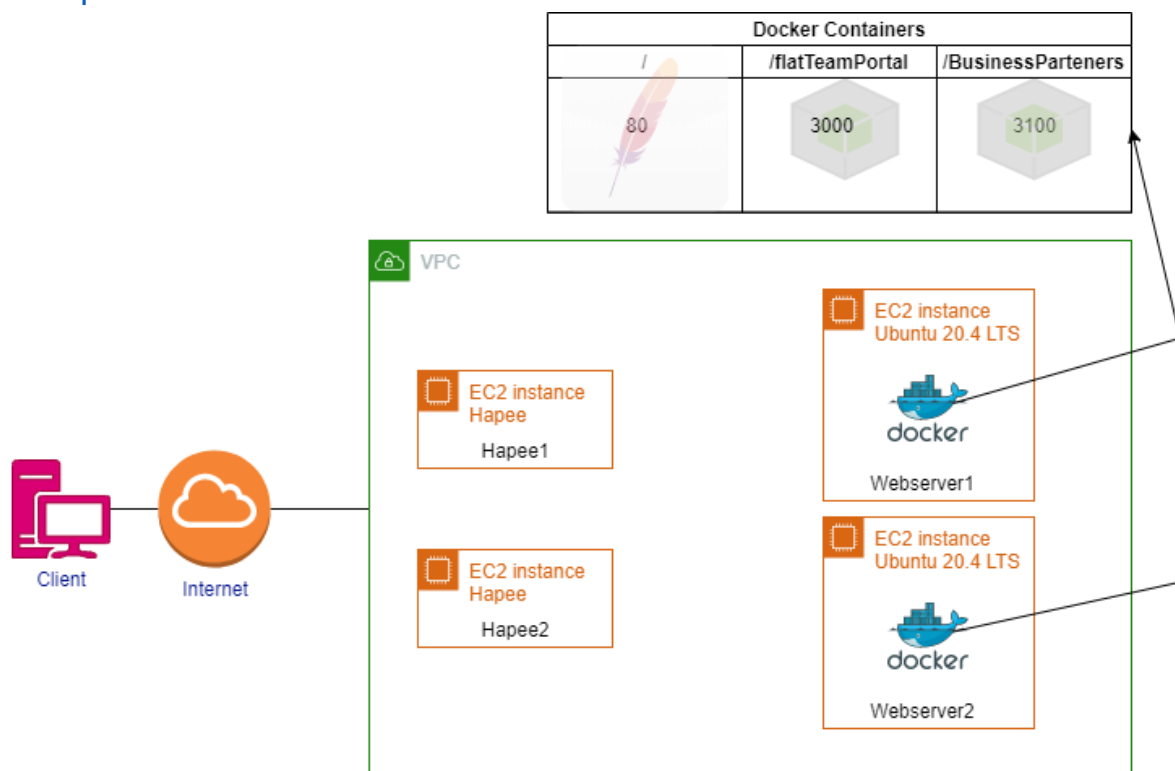 Docker Containers
/
/flatTeamPortal
/BusinessParteners
80
3000
3100
VPC
EC2 instance
Ubuntu 20.4 LTS
docker
Webserver1
EC2 instance
Hapee
Hapee1
Client
Internet
EC2 instance
Hapee
Hapee2
EC2 instance
Ubuntu 20.4 LTS
docker
Webserver2